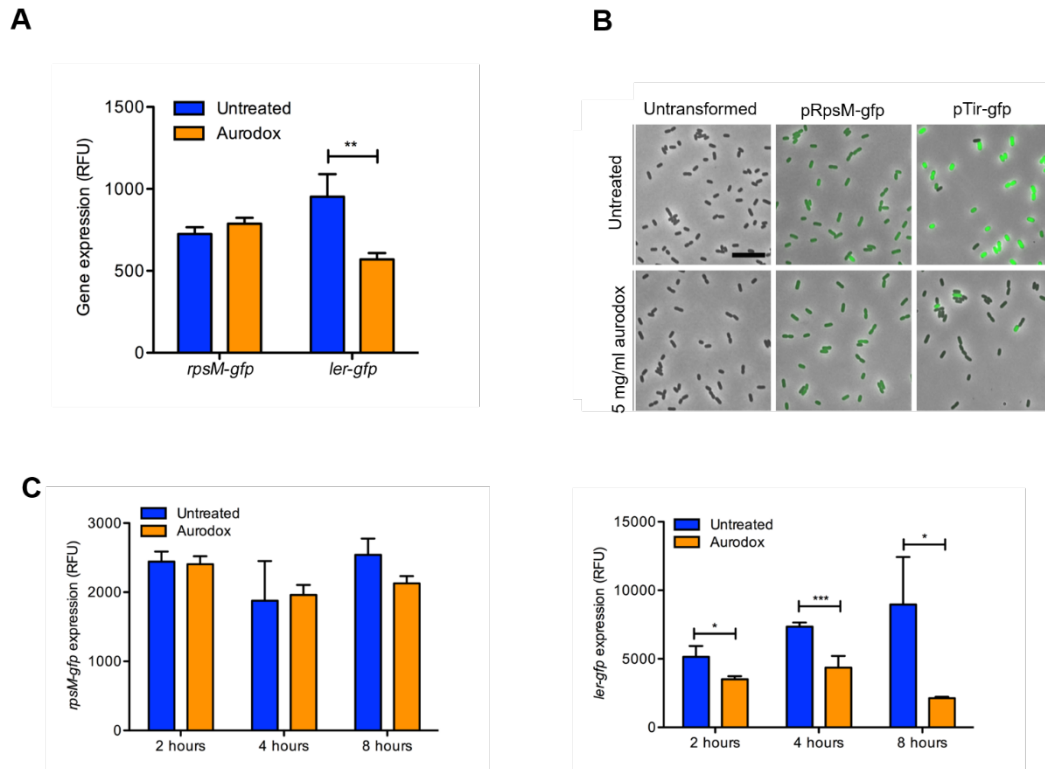 A
B
1500
1000
500
0
Gene expression (RFU)
Untreated
Aurodox
**
rpsM-gfp
ler-gfp
Untransformed
pRpsM-gfp
pTir-gfp
Untreated
5 mg/ml aurodox
C
3000
2000
1000
0
rpsM-gfp expression (RFU)
Untreated
Aurodox
2 hours
4 hours
8 hours
15000
10000
5000
0
ler-gfp expression (RFU)
Untreated
Aurodox
*
***
*
2 hours
4 hours
8 hours